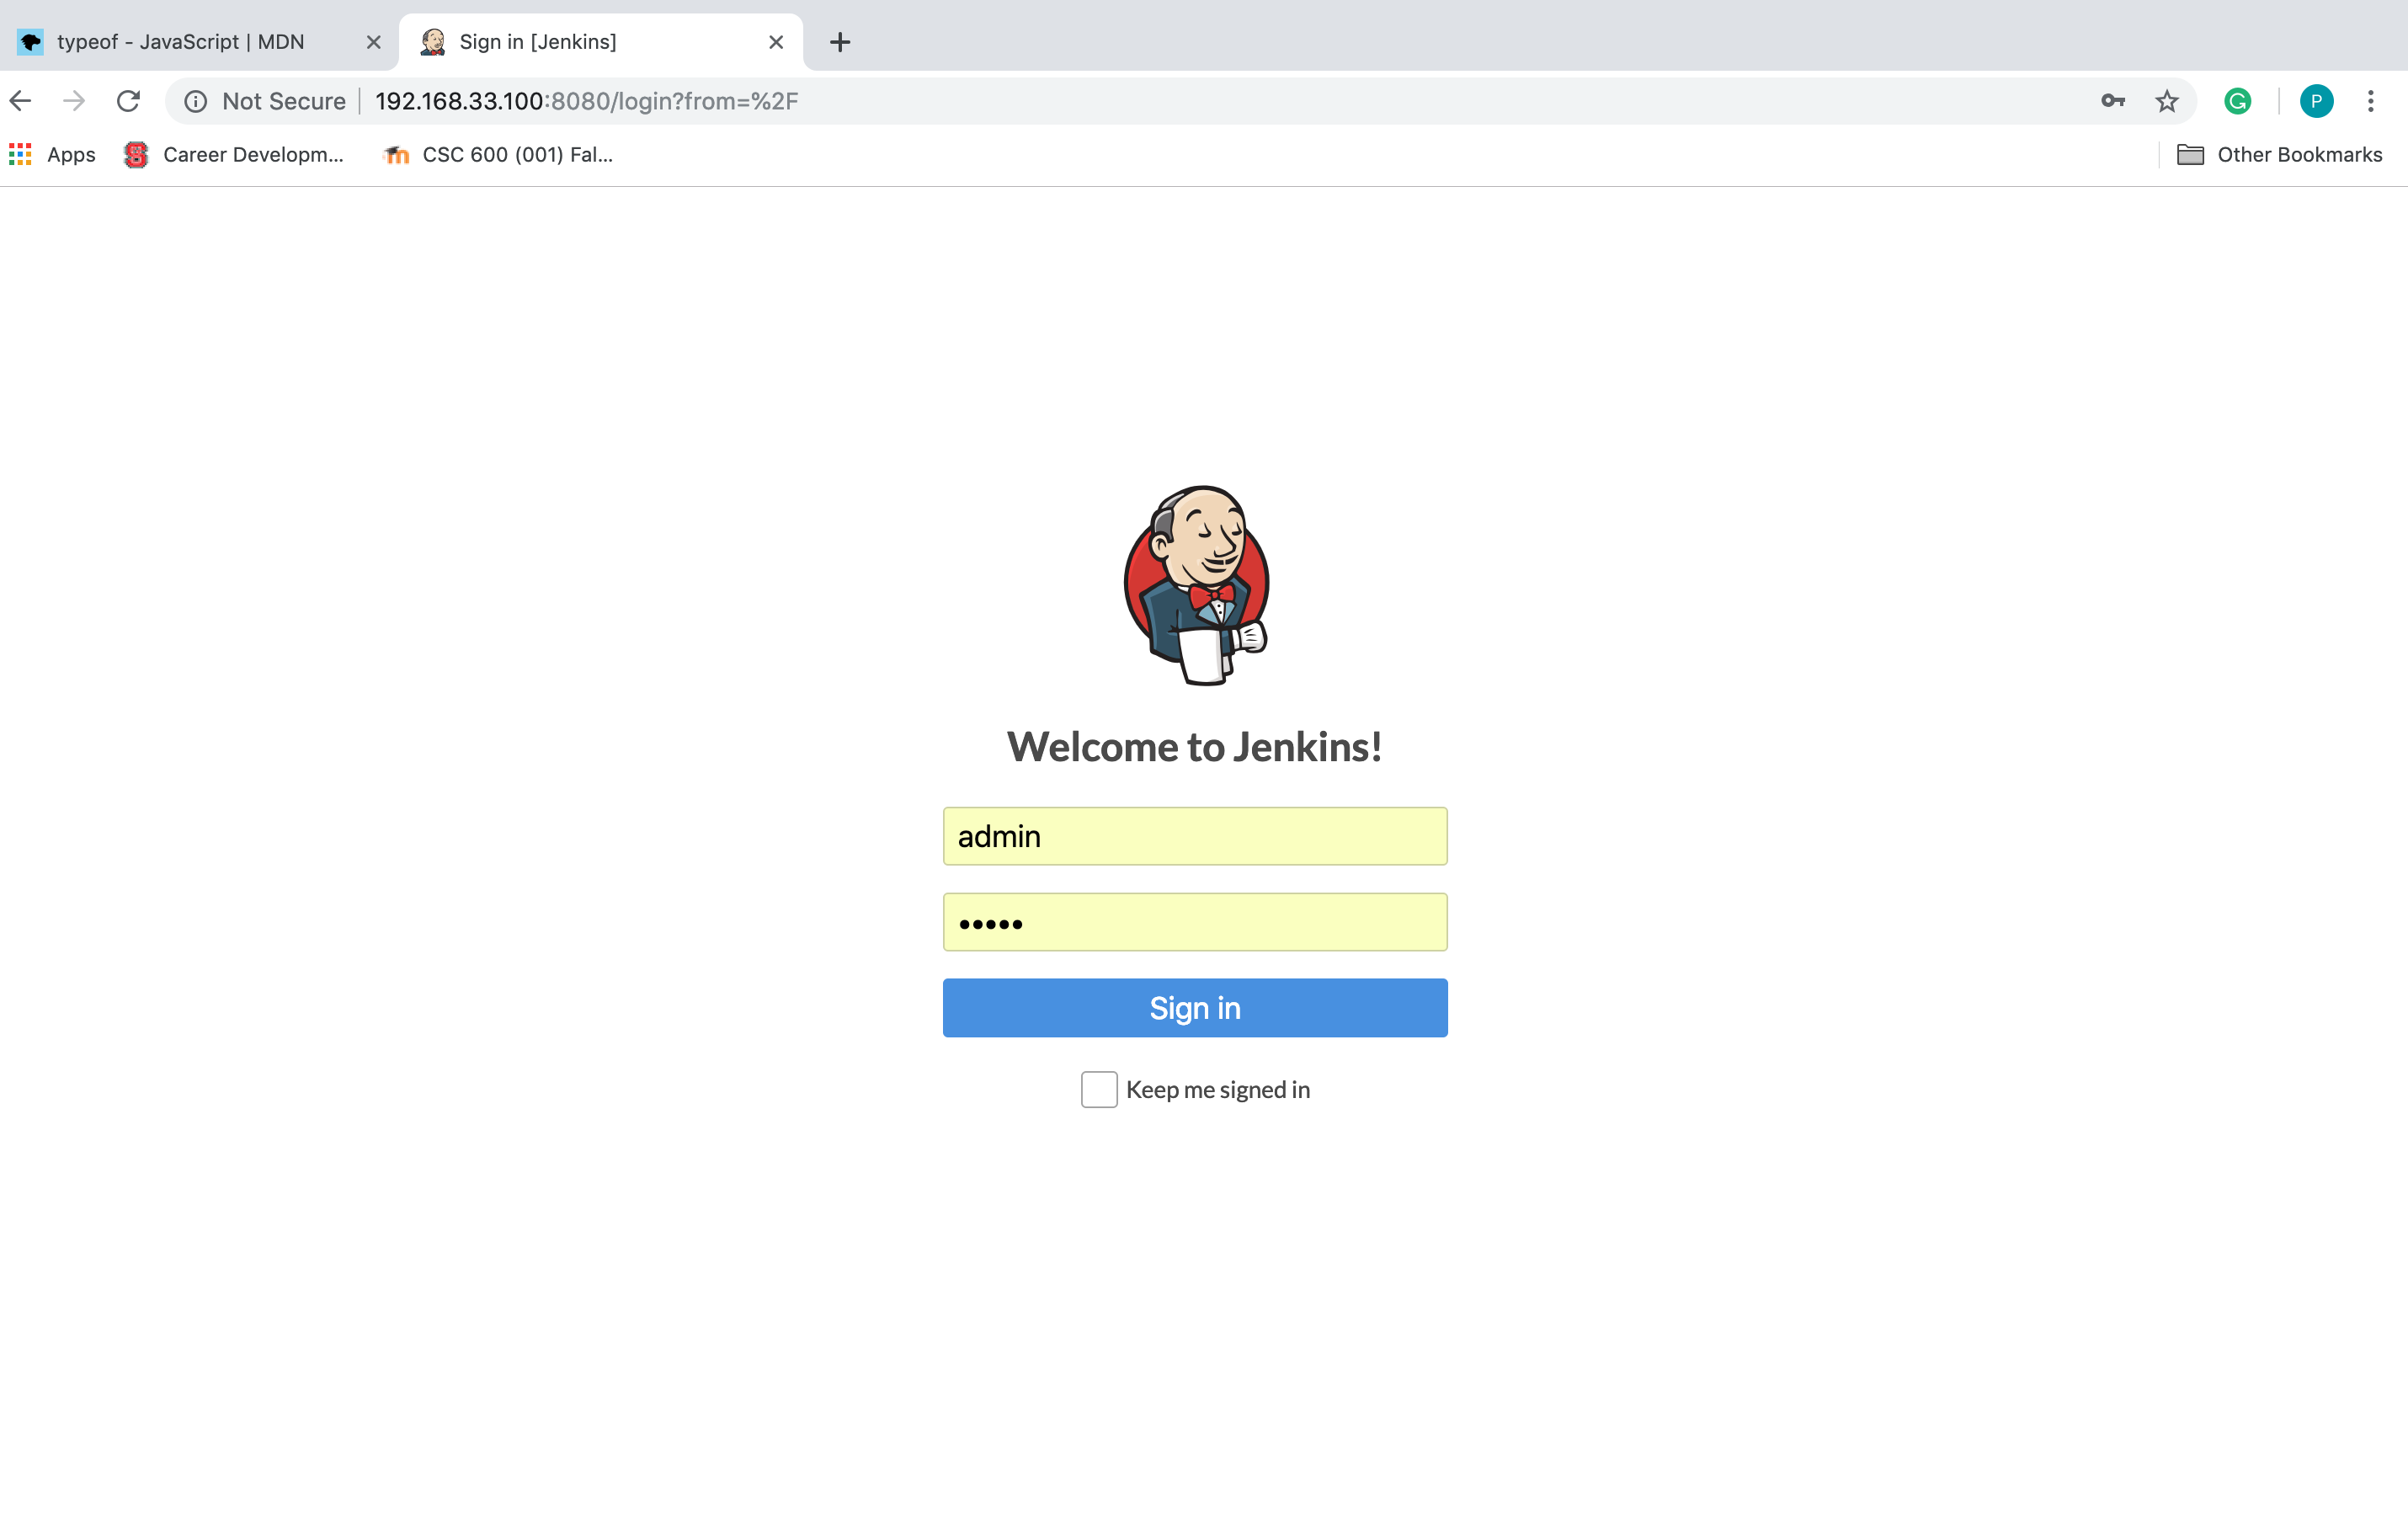 typeof - JavaScript | MDN
Sign in [Jenkins]
Not Secure 192.168.33.100:8080/login?from=%2F
P
Apps
Career Developm...
CSC 600 (001) Fal...
Other Bookmarks
Welcome to Jenkins!
admin
•••••
Sign in
Keep me signed in